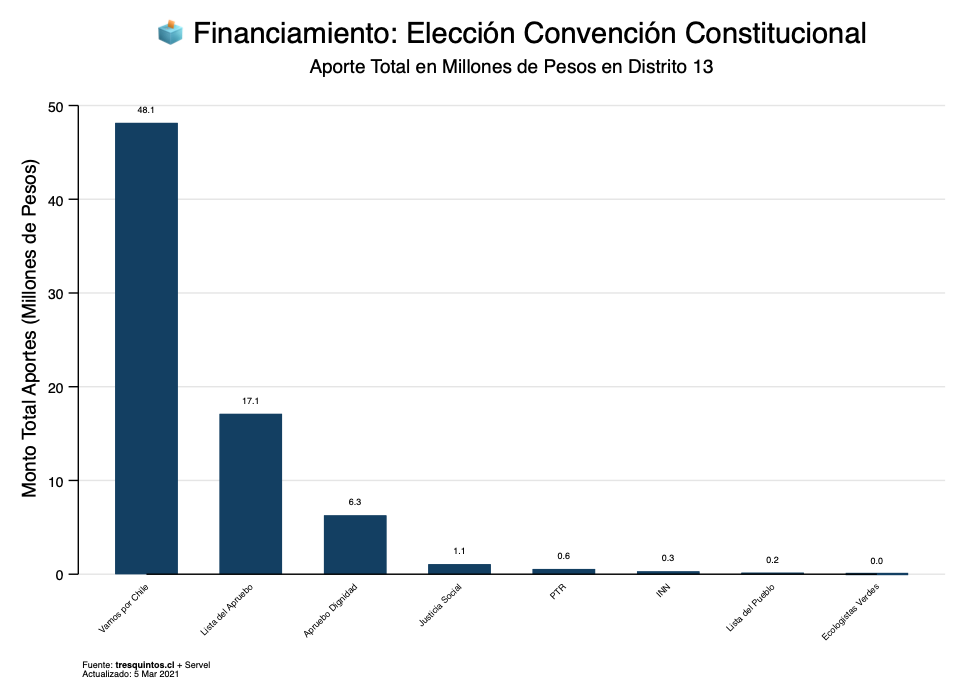 Financiamiento: Elección Convención Constitucional
Aporte Total en Millones de Pesos en Distrito 13
Monto Total Aportes (Millones de Pesos)
50
40
30
20
10
0
48.1
17.1
6.3
1.1
0.6
0.3
0.2
0.0
Vamos por Chile
Lista del Apruebo
Apruebo Dignidad
Justicia Social
PTR
INN
Lista del Pueblo
Ecologistas Verdes
Fuente: tresquintos.cl + Servel
Actualizado: 5 Mar 2021